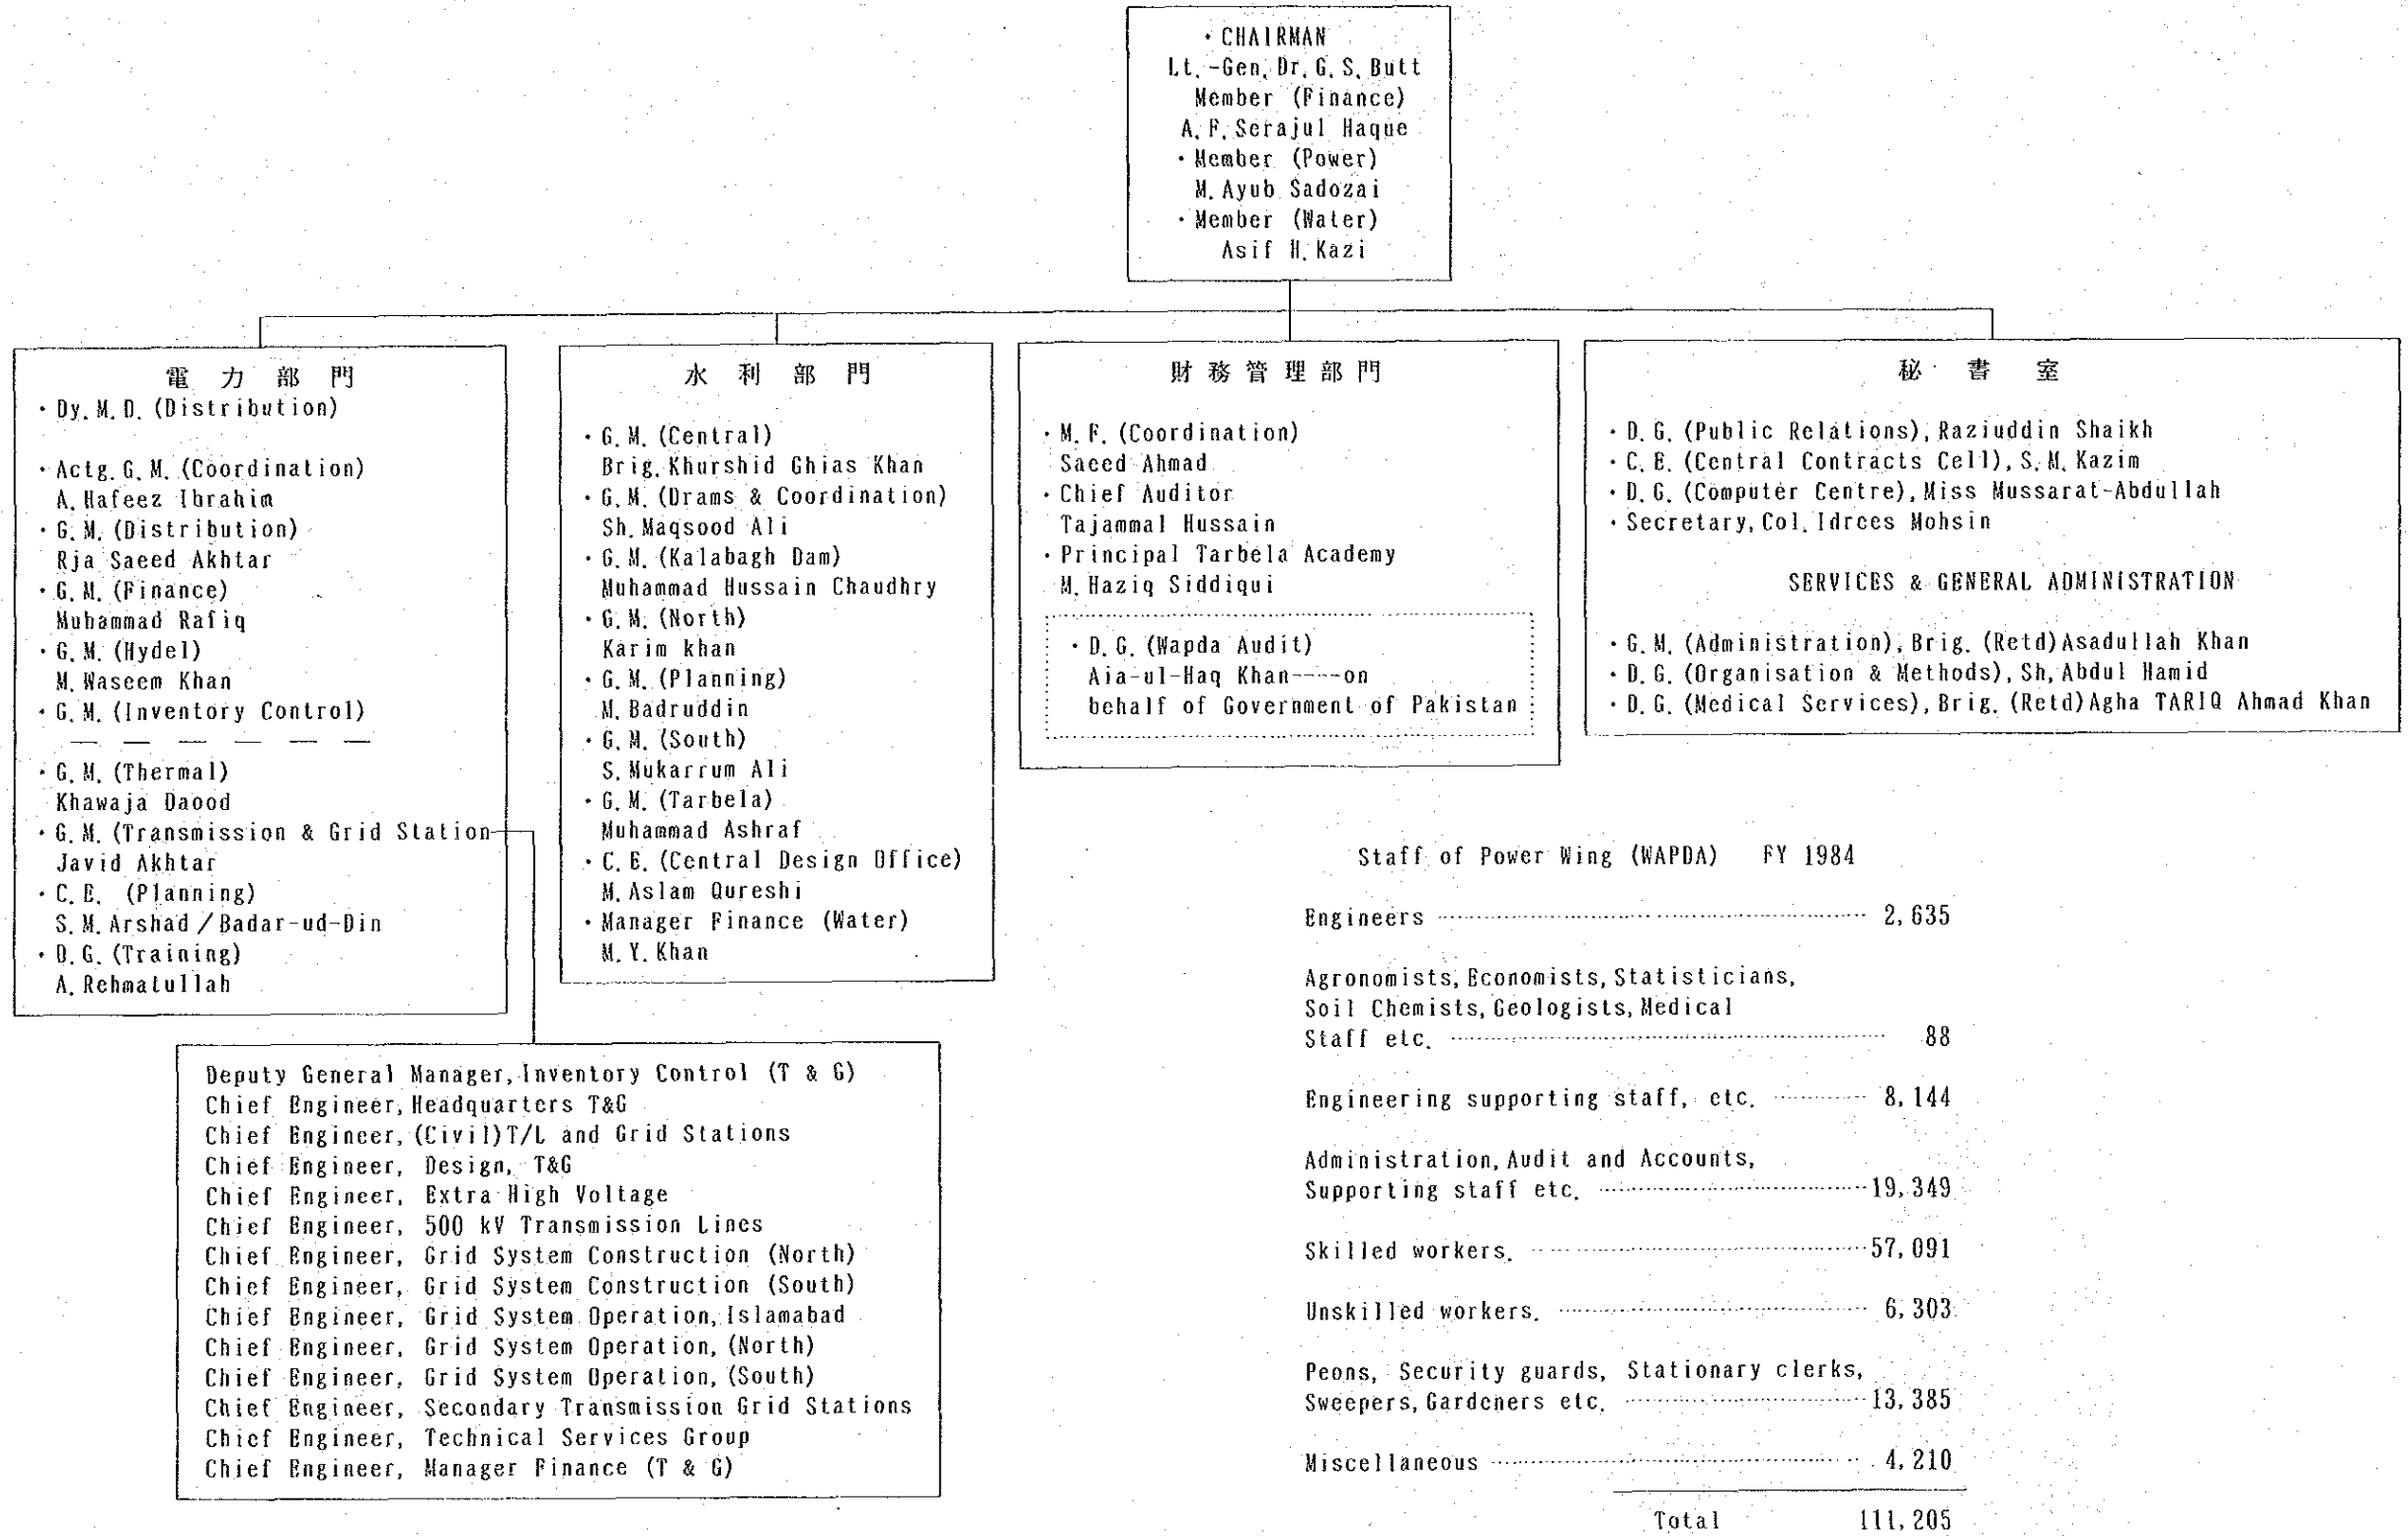 ・CHAIRMAN
Lt.-Gen. Dr. G. S. Butt
Member (Finance)
A. F. Serajul Haque
・Member (Power)
M. Ayub Sadozai
・Member (Water)
Asif H. Kazi
電力部門
・Dy. M. D. (Distribution)
・Actg. G. M. (Coordination)
A. Hafeez Ibrahim
・G. M. (Distribution)
Rja Saeed Akhtar
・G. M. (Finance)
Muhammad Rafiq
・G. M. (Hydel)
M. Waseem Khan
・G. M. (Inventory Control)
— — — — — —
・G. M. (Thermal)
Khawaja Daood
・G. M. (Transmission & Grid Station
Javid Akhtar
・C. E. (Planning)
S. M. Arshad / Badar-ud-Din
・D. G. (Training)
A. Rehmatullah
水利部門
・G. M. (Central)
Brig. Khurshid Ghias Khan
・G. M. (Drams & Coordination)
Sh. Maqsood Ali
・G. M. (Kalabagh Dam)
Muhammad Hussain Chaudhry
・G. M. (North)
Karim khan
・G. M. (Planning)
M. Badruddin
・G. M. (South)
S. Mukarrum Ali
・G. M. (Tarbela)
Muhammad Ashraf
・C. E. (Central Design Office)
M. Aslam Qureshi
・Manager Finance (Water)
M. Y. Khan
財務管理部門
・M. F. (Coordination)
Saeed Ahmad
・Chief Auditor
Tajammal Hussain
・Principal Tarbela Academy
M. Haziq Siddiqui
・D. G. (Wapda Audit)
Aia-ul-Haq Khan----on
behalf of Government of Pakistan
秘書室
・D. G. (Public Relations), Raziuddin Shaikh
・C. E. (Central Contracts Cell), S. M. Kazim
・D. G. (Computer Centre), Miss Mussarat-Abdullah
・Secretary, Col. Idrees Mohsin
SERVICES & GENERAL ADMINISTRATION
・G. M. (Administration), Brig. (Retd) Asadullah Khan
・D. G. (Organisation & Methods), Sh, Abdul Hamid
・D. G. (Medical Services), Brig. (Retd) Agha TARIQ Ahmad Khan
Deputy General Manager, Inventory Control (T & G)
Chief Engineer, Headquarters T&G
Chief Engineer, (Civil) T/L and Grid Stations
Chief Engineer, Design, T&G
Chief Engineer, Extra High Voltage
Chief Engineer, 500 kV Transmission Lines
Chief Engineer, Grid System Construction (North)
Chief Engineer, Grid System Construction (South)
Chief Engineer, Grid System Operation, Islamabad
Chief Engineer, Grid System Operation, (North)
Chief Engineer, Grid System Operation, (South)
Chief Engineer, Secondary Transmission Grid Stations
Chief Engineer, Technical Services Group
Chief Engineer, Manager Finance (T & G)
Staff of Power Wing (WAPDA) FY 1984
Engineers 2,635
Agronomists, Economists, Statisticians,
Soil Chemists, Geologists, Medical
Staff etc. 88
Engineering supporting staff, etc. 8,144
Administration, Audit and Accounts,
Supporting staff etc. 19,349
Skilled workers. 57,091
Unskilled workers. 6,303
Peons, Security guards, Stationary clerks,
Sweepers, Gardeners etc. 13,385
Miscellaneous 4,210
Total 111,205